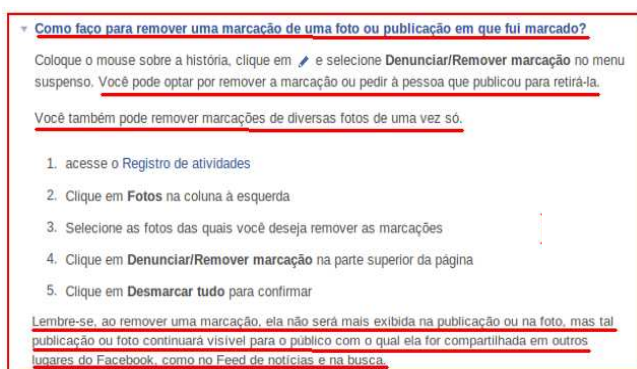 Como faço para remover uma marcação de uma foto ou publicação em que fui marcado?
Coloque o mouse sobre a história, clique em e selecione Denunciar/Remover marcação no menu
suspenso. Você pode optar por remover a marcação ou pedir à pessoa que publicou para retirá-la.
Você também pode remover marcações de diversas fotos de uma vez só.
1. acesse o Registro de atividades
2. Clique em Fotos na coluna à esquerda
3. Selecione as fotos das quais você deseja remover as marcações
4. Clique em Denunciar/Remover marcação na parte superior da página
5. Clique em Desmarcar tudo para confirmar
Lembre-se, ao remover uma marcação, ela não será mais exibida na publicação ou na foto, mas tal
publicação ou foto continuará visível para o público com o qual ela for compartilhada em outros
lugares do Facebook, como no Feed de notícias e na busca.